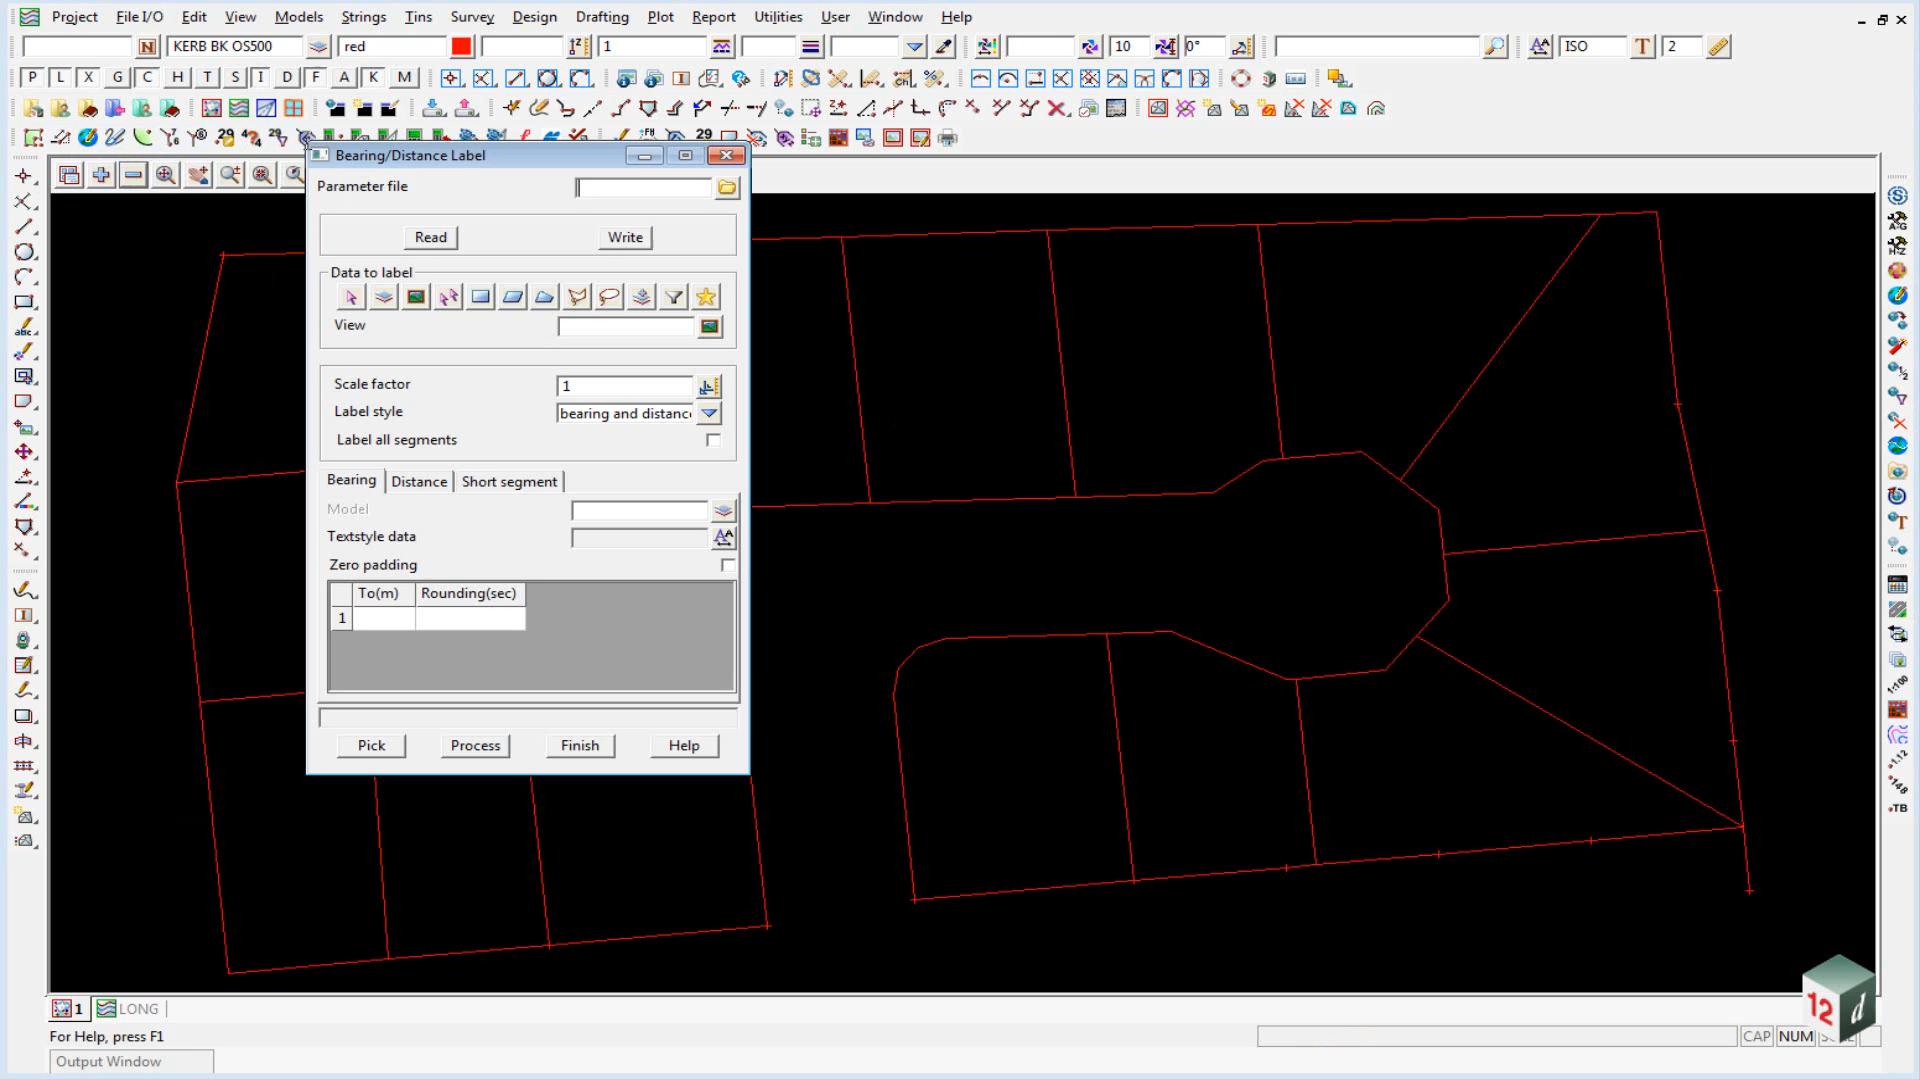 Project File I/O Edit View Models Strings Tins Survey Design Drafting Plot Report Utilities User Window Help
N KERB BK OS500 red 1 10 0° ISO T 2
P L X G C H T S I D F A K M
Bearing/Distance Label
Parameter file
Read Write
Data to label
View
Scale factor 1
Label style bearing and distanc
Label all segments
Bearing Distance Short segment
Model
Textstyle data
Zero padding
To(m) Rounding(sec)
1
Pick Process Finish Help
1 LONG
12 d
For Help, press F1
CAP NUM
Output Window